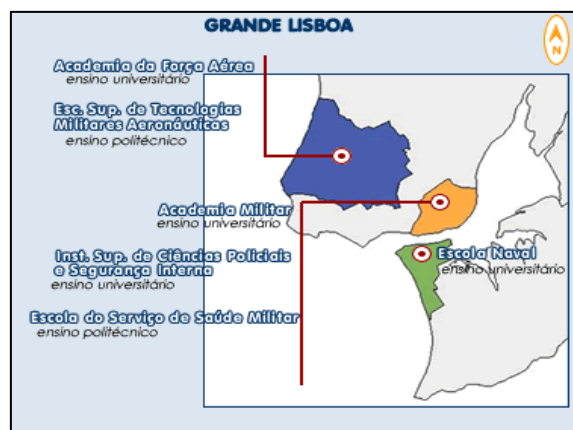 GRANDE LISBOA
N
Academia da Força Aérea
ensino universitário
Esc. Sup. de Tecnologias
Militares Aeronáuticas
ensino politécnico
Academia Militar
ensino universitário
Inst. Sup. de Ciências Policiais
e Segurança Interna
ensino universitário
Escola Naval
ensino universitário
Escola do Serviço de Saúde Militar
ensino politécnico